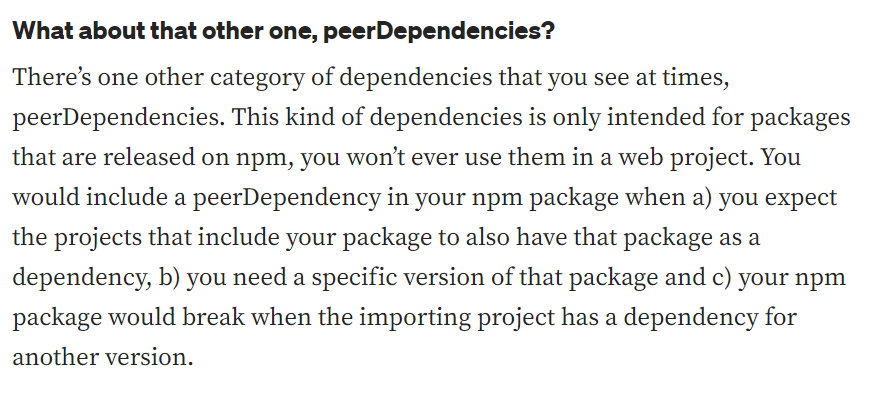 What about that other one, peerDependencies?
There’s one other category of dependencies that you see at times,
peerDependencies. This kind of dependencies is only intended for packages
that are released on npm, you won’t ever use them in a web project. You
would include a peerDependency in your npm package when a) you expect
the projects that include your package to also have that package as a
dependency, b) you need a specific version of that package and c) your npm
package would break when the importing project has a dependency for
another version.